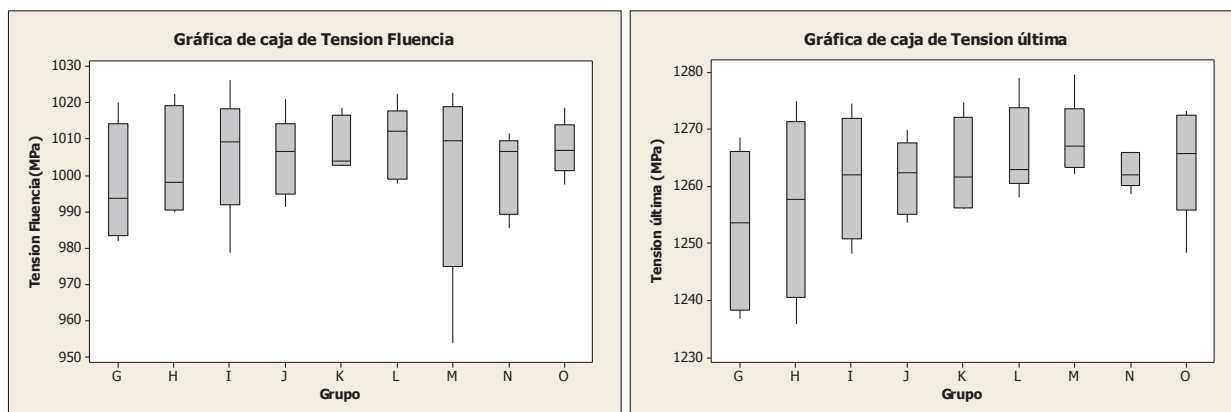 Gráfica de caja de Tension Fluencia
Tension Fluencia(MPa)
1030
1020
1010
1000
990
980
970
960
950
G H I J K L M N O
Grupo
Gráfica de caja de Tension última
Tension última (MPa)
1280
1270
1260
1250
1240
1230
G H I J K L M N O
Grupo